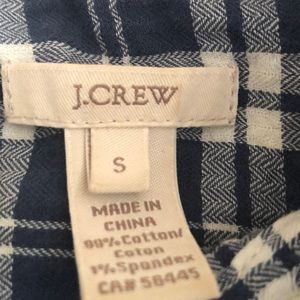 J.CREW
S
MADE IN
CHINA
99% Cotton/
Coton
1% Spandex
CA# 58445